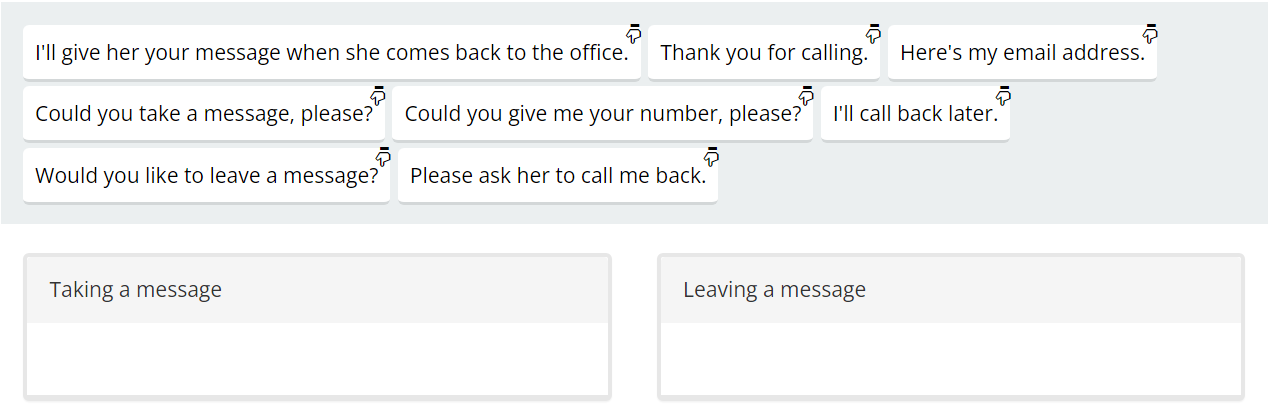 I'll give her your message when she comes back to the office. Thank you for calling. Here's my email address.
Could you take a message, please? Could you give me your number, please? I'll call back later.
Would you like to leave a message? Please ask her to call me back.
Taking a message Leaving a message